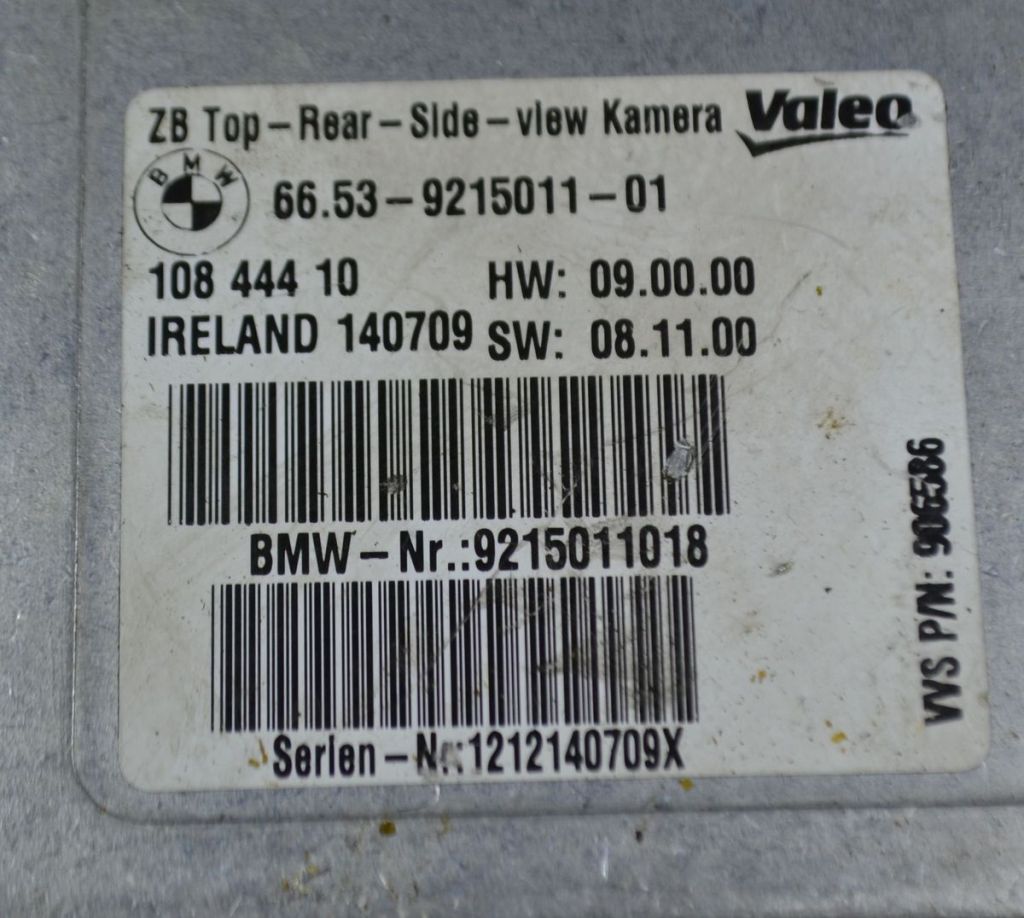 ZB Top-Rear-Side-view Kamera Valeo
BMW
66.53-9215011-01
108 444 10 HW: 09.00.00
IRELAND 140709 SW: 08.11.00
BMW-Nr.:9215011018
Serien-Nr.:1212140709X
VVS P/N: 906586